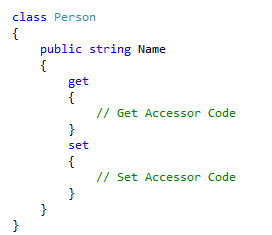 class Person
{
    public string Name
    {
        get
        {
            // Get Accessor Code
        }
        set
        {
            // Set Accessor Code
        }
    }
}